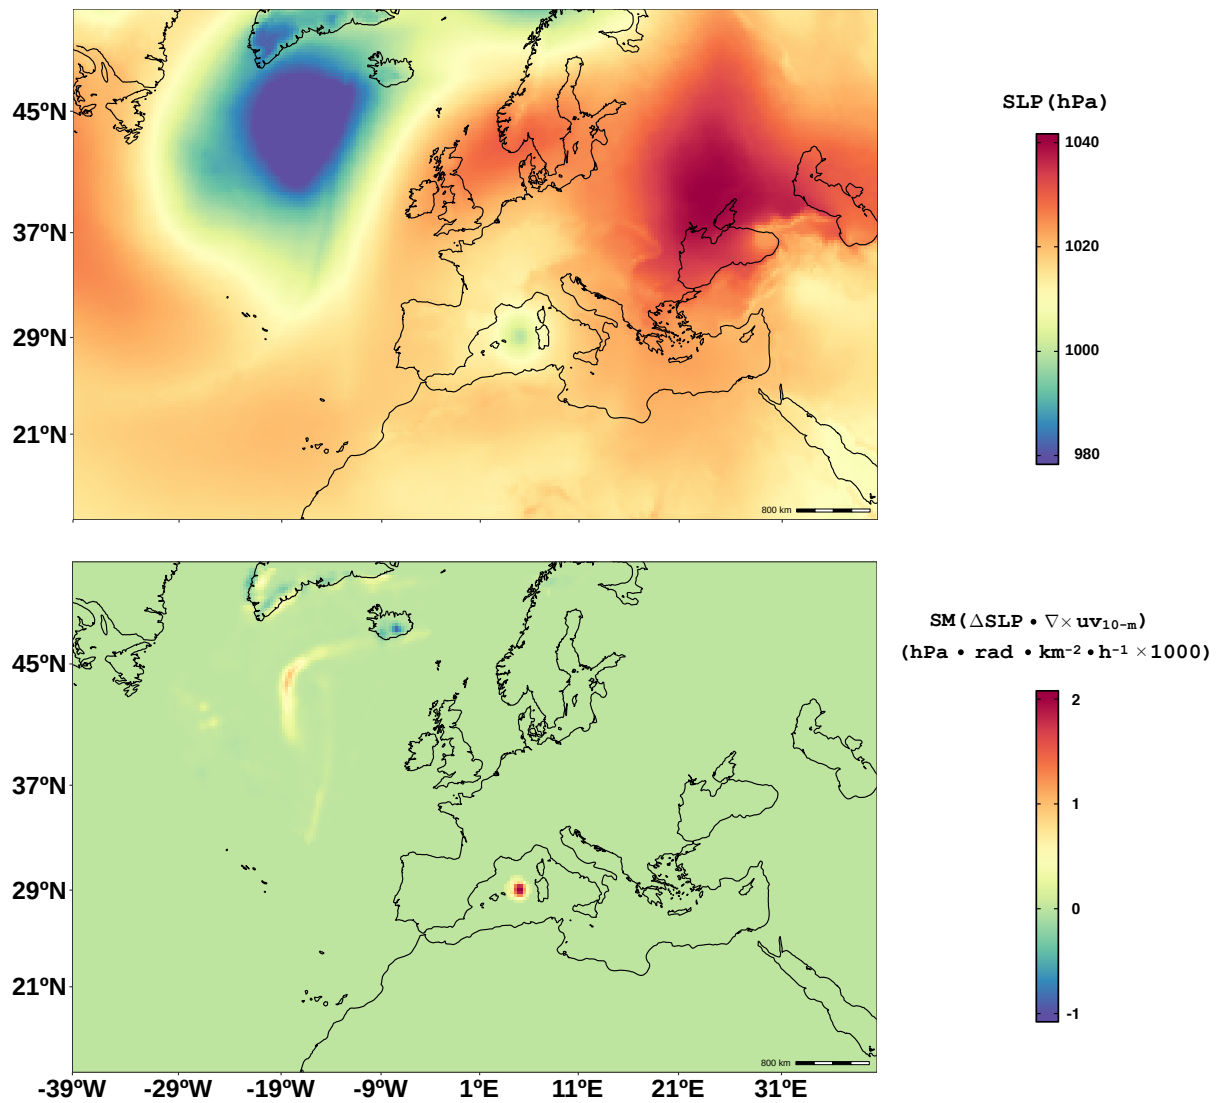 45ºN
37ºN
29ºN
21ºN
800 km
SLP(hPa)
1040
1020
1000
980
45ºN
37ºN
29ºN
21ºN
-39ºW -29ºW -19ºW -9ºW 1ºE 11ºE 21ºE 31ºE
800 km
SM(ΔSLP • ∇× uv₁₀₋ₘ)
(hPa • rad • km⁻² • h⁻¹ ×1000)
2
1
0
-1